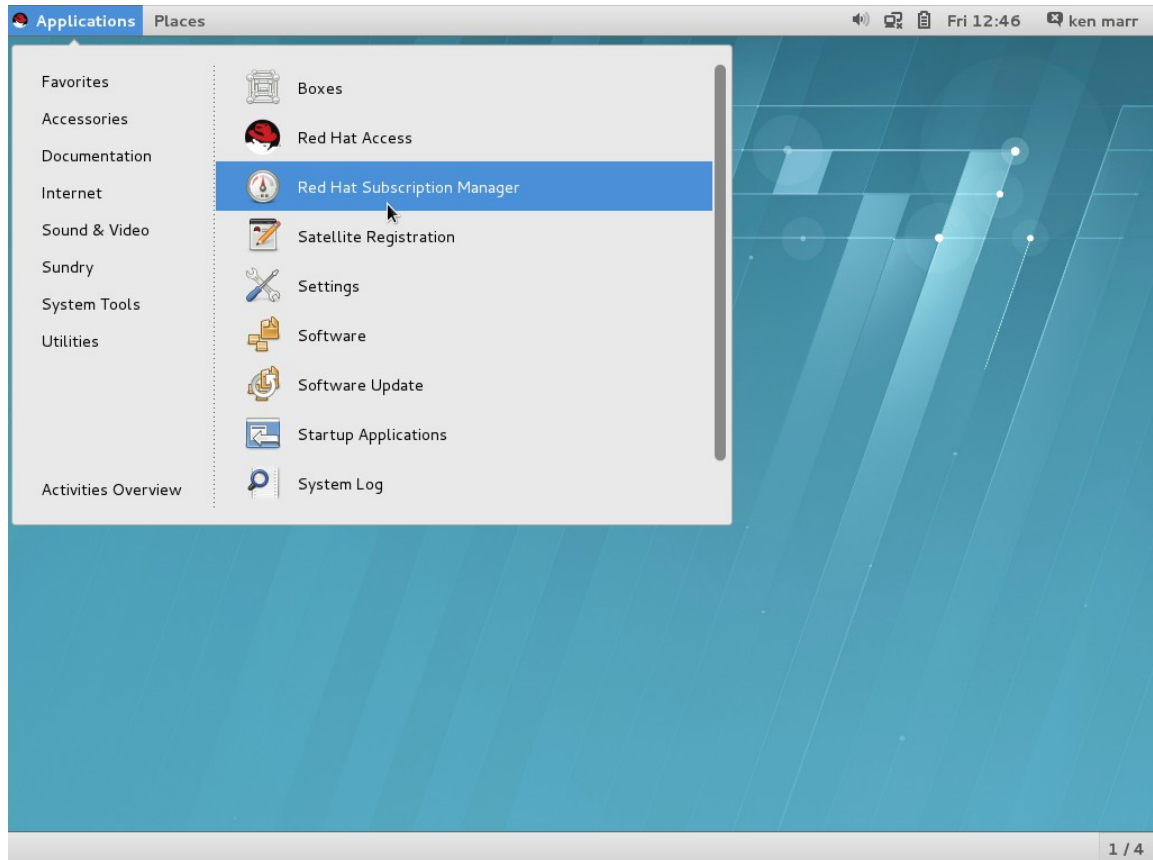 Applications Places Fri 12:46 ken marr
Favorites
Accessories
Documentation
Internet
Sound & Video
Sundry
System Tools
Utilities
Activities Overview
Boxes
Red Hat Access
Red Hat Subscription Manager
Satellite Registration
Settings
Software
Software Update
Startup Applications
System Log
1 / 4